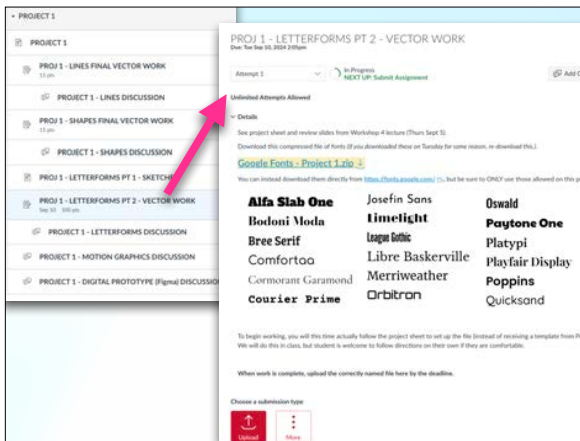 PROJECT 1
PROJECT 1
PROJ 1 - LINES FINAL VECTOR WORK
15 pts
PROJECT 1 - LINES DISCUSSION
PROJ 1 - SHAPES FINAL VECTOR WORK
15 pts
PROJECT 1 - SHAPES DISCUSSION
PROJ 1 - LETTERFORMS PT 1 - SKETCHE
PROJ 1 - LETTERFORMS PT 2 - VECTOR WORK
Sep 10 100 pts
PROJECT 1 - LETTERFORMS DISCUSSION
PROJECT 1 - MOTION GRAPHICS DISCUSSION
PROJECT 1 - DIGITAL PROTOTYPE (Figma) DISCUSSION
PROJ 1 - LETTERFORMS PT 2 - VECTOR WORK
Due: Tue Sep 10, 2024 2:05pm
Attempt 1
In Progress
NEXT UP: Submit Assignment
Add C
Unlimited Attempts Allowed
Details
See project sheet and review slides from Workshop 4 lecture (Thurs Sept 5).
Download this compressed file of fonts (if you downloaded these on Tuesday for some reason, re-download this.).
Google Fonts - Project 1.zip
You can instead download them directly from https://fonts.google.com/, but be sure to ONLY use those allowed on this p
Alfa Slab One
Bodoni Moda
Bree Serif
Comfortaa
Cormorant Garamond
Courier Prime
Josefin Sans
Limelight
League Gothic
Libre Baskerville
Merriweather
Orbitron
Oswald
Paytone One
Platypi
Playfair Display
Poppins
Quicksand
To begin working, you will this time actually follow the project sheet to set up the file (instead of receiving a template from P
We will do this in class, but student is welcome to follow directions on their own if they are comfortable.
When work is complete, upload the correctly named file here by the deadline.
Choose a submission type
Upload
More